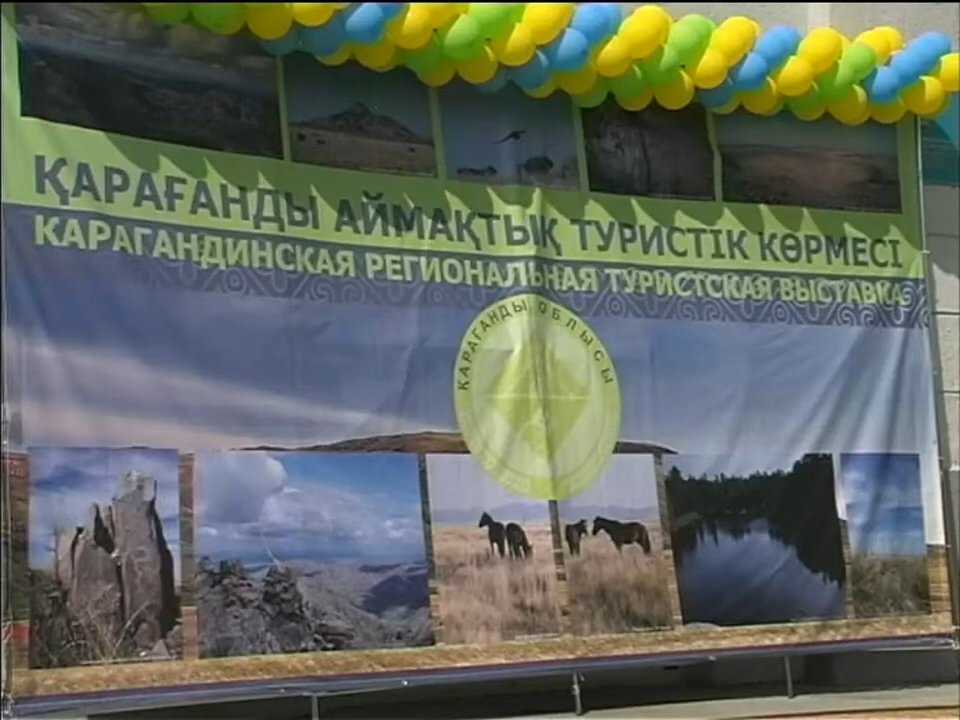 ҚАРАҒАНДЫ АЙМАҚТЫҚ ТУРИСТІК КӨРМЕСІ
КАРАГАНДИНСКАЯ РЕГИОНАЛЬНАЯ ТУРИСТСКАЯ ВЫСТАВКА
ҚАРАҒАНДЫ ОБЛЫСЫ